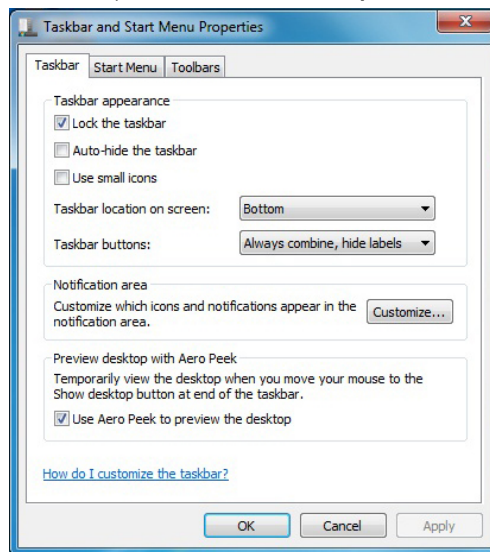 Taskbar and Start Menu Properties
Taskbar Start Menu Toolbars
Taskbar appearance
Lock the taskbar
Auto-hide the taskbar
Use small icons
Taskbar location on screen: Bottom
Taskbar buttons: Always combine, hide labels
Notification area
Customize which icons and notifications appear in the
notification area.
Customize...
Preview desktop with Aero Peek
Temporarily view the desktop when you move your mouse to the
Show desktop button at end of the taskbar.
Use Aero Peek to preview the desktop
How do I customize the taskbar?
OK Cancel Apply